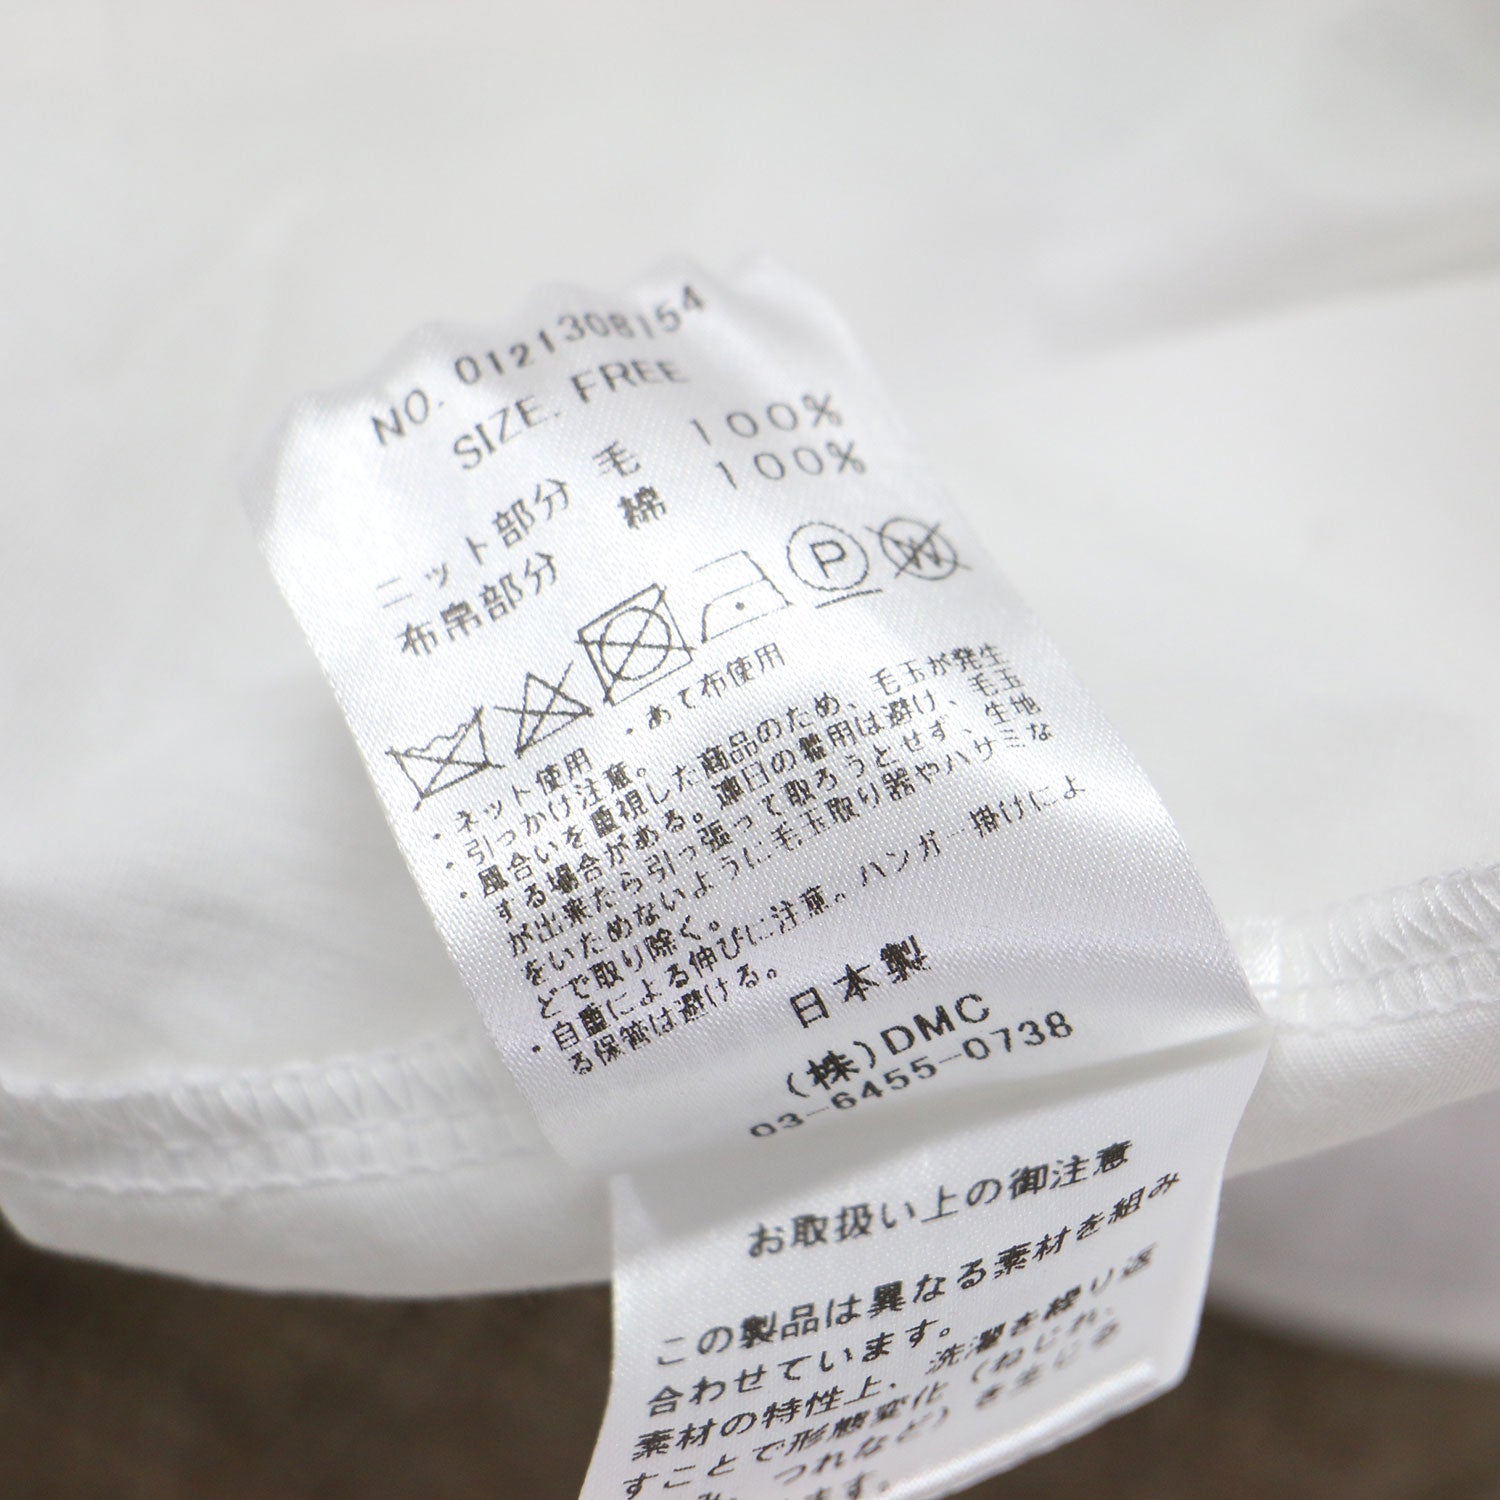 NO. 0121308154
SIZE. FREE
ニット部分 毛 100%
布帛部分 綿 100%
P W
・ネット使用 ・あて布使用
・引っかけ注意。
・風合いを重視した商品のため、毛玉が発生
する場合がある。連日の着用は避け、毛玉
が出来たら引っ張って取ろうとせず、生地
をいためないように毛玉取り器やハサミな
どで取り除く。
・自重による伸びに注意。ハンガー掛けによ
る保管は避ける。
日本製
(株)DMC
03-6455-0738
お取扱い上の御注意
この製品は異なる素材を組み
合わせています。
素材の特性上、洗濯を繰り返
すことで形態変化(ねじれ、
つれなど)を生じる
ます。